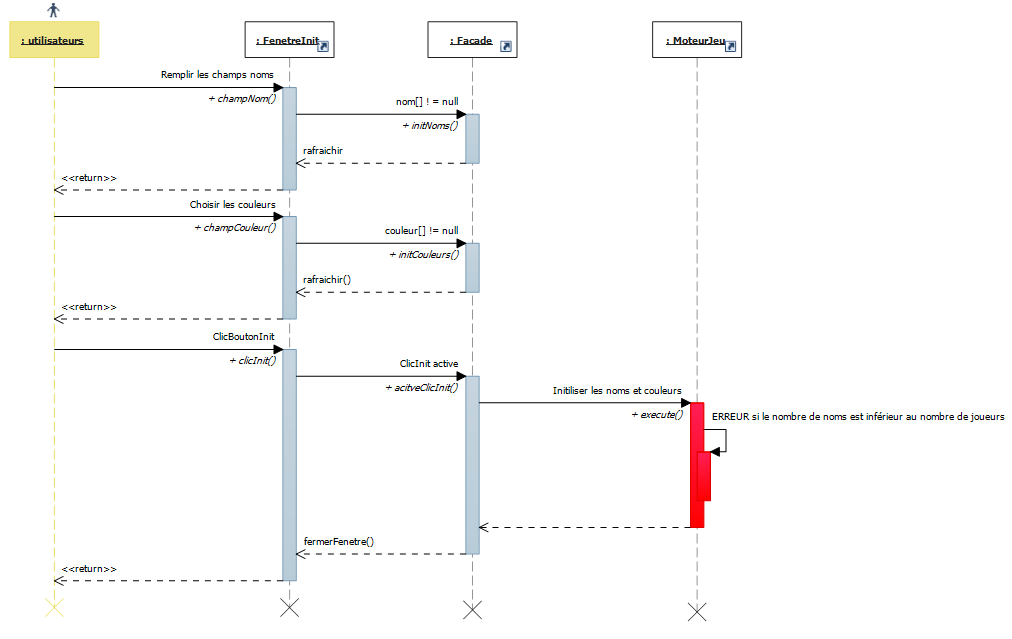 : utilisateurs
: FenetreInit
: Facade
: MoteurJeu
Remplir les champs noms
+ champNom()
nom[] ! = null
+ initNoms()
rafraichir
<<return>>
Choisir les couleurs
+ champCouleur()
couleur[] != null
+ initCouleurs()
rafraichir()
<<return>>
ClicBoutonInit
+ clicInit()
ClicInit active
+ acitveClicInit()
Initiliser les noms et couleurs
+ execute()
ERREUR si le nombre de noms est inférieur au nombre de joueurs
fermerFenetre()
<<return>>